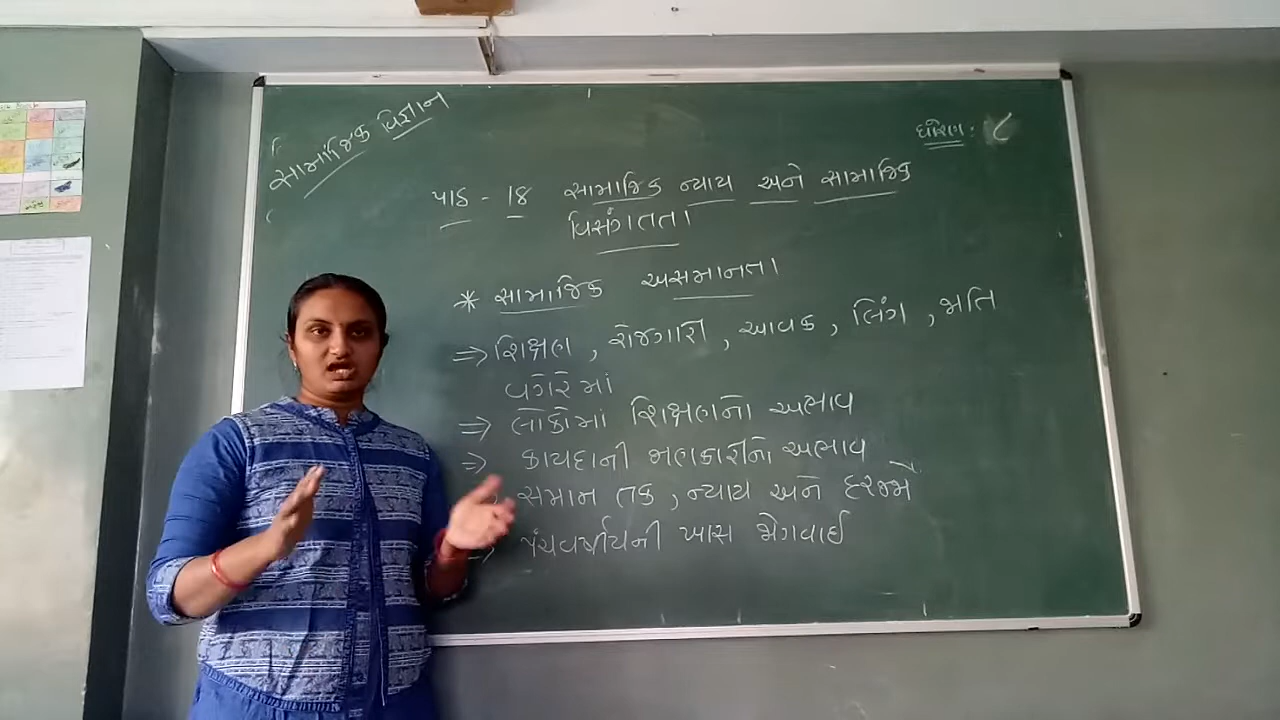 સામાજિક વિજ્ઞાન
ધોરણ : ૮
પાઠ - 18 સામાજિક ન્યાય અને સામાજિક
વિસંગતતા
* સામાજિક અસમાનતા
⇒ શિક્ષણ , રોજગારી , આવક , લિંગ , જાતિ
વગેરેમાં
⇒ લોકોમાં શિક્ષણનો અભાવ
⇒ કાયદાની જાણકારીનો અભાવ
સમાન તક , ન્યાય અને દરજ્જો
⇒ પંચવર્ષીયની ખાસ જોગવાઈ